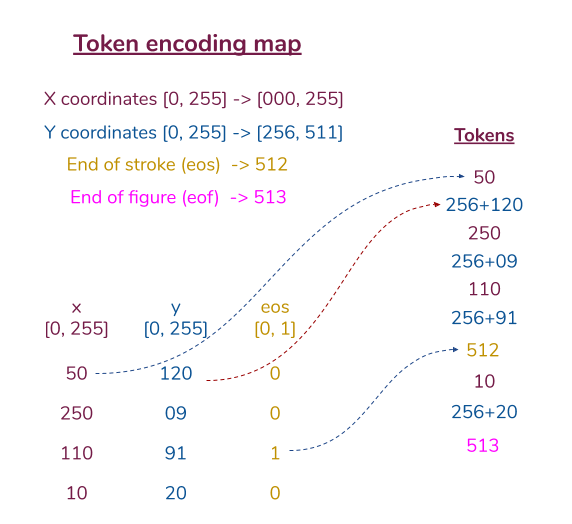 Token encoding map
X coordinates [0, 255] -> [000, 255]
Y coordinates [0, 255] -> [256, 511]
End of stroke (eos) -> 512
End of figure (eof) -> 513
Tokens
50
256+120
250
256+09
110
256+91
512
10
256+20
513
x y eos
[0, 255] [0, 255] [0, 1]
50 120 0
250 09 0
110 91 1
10 20 0